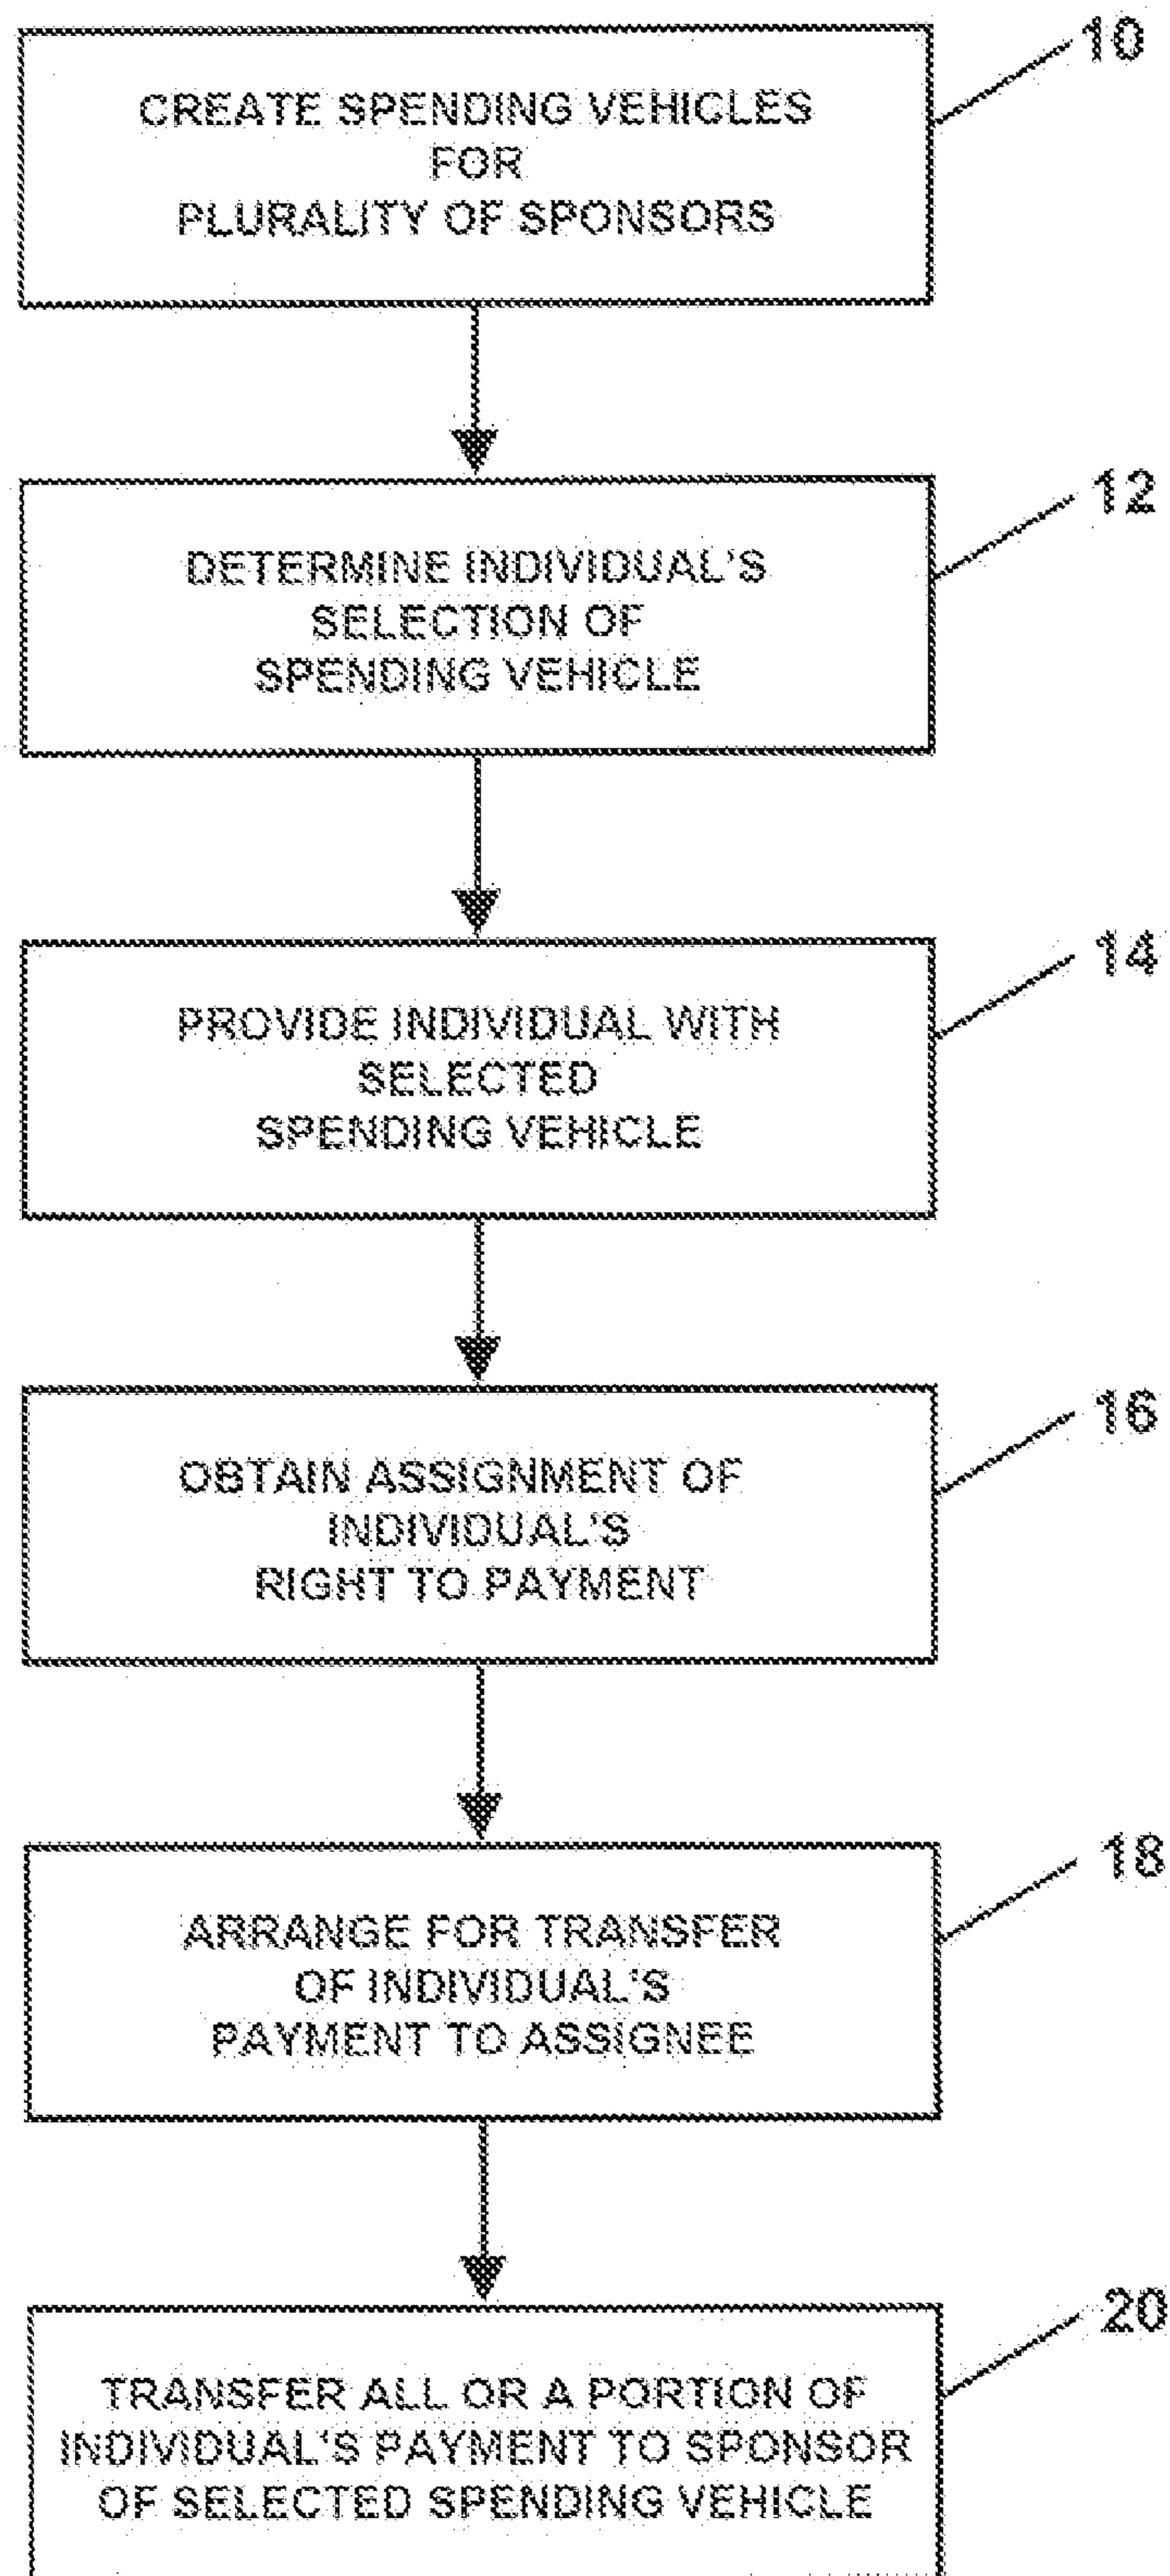 10
CREATE SPENDING VEHICLES
FOR
PLURALITY OF SPONSORS
12
DETERMINE INDIVIDUAL'S
SELECTION OF
SPENDING VEHICLE
14
PROVIDE INDIVIDUAL WITH
SELECTED
SPENDING VEHICLE
16
OBTAIN ASSIGNMENT OF
INDIVIDUAL'S
RIGHT TO PAYMENT
18
ARRANGE FOR TRANSFER
OF INDIVIDUAL'S
PAYMENT TO ASSIGNEE
20
TRANSFER ALL OR A PORTION OF
INDIVIDUAL'S PAYMENT TO SPONSOR
OF SELECTED SPENDING VEHICLE